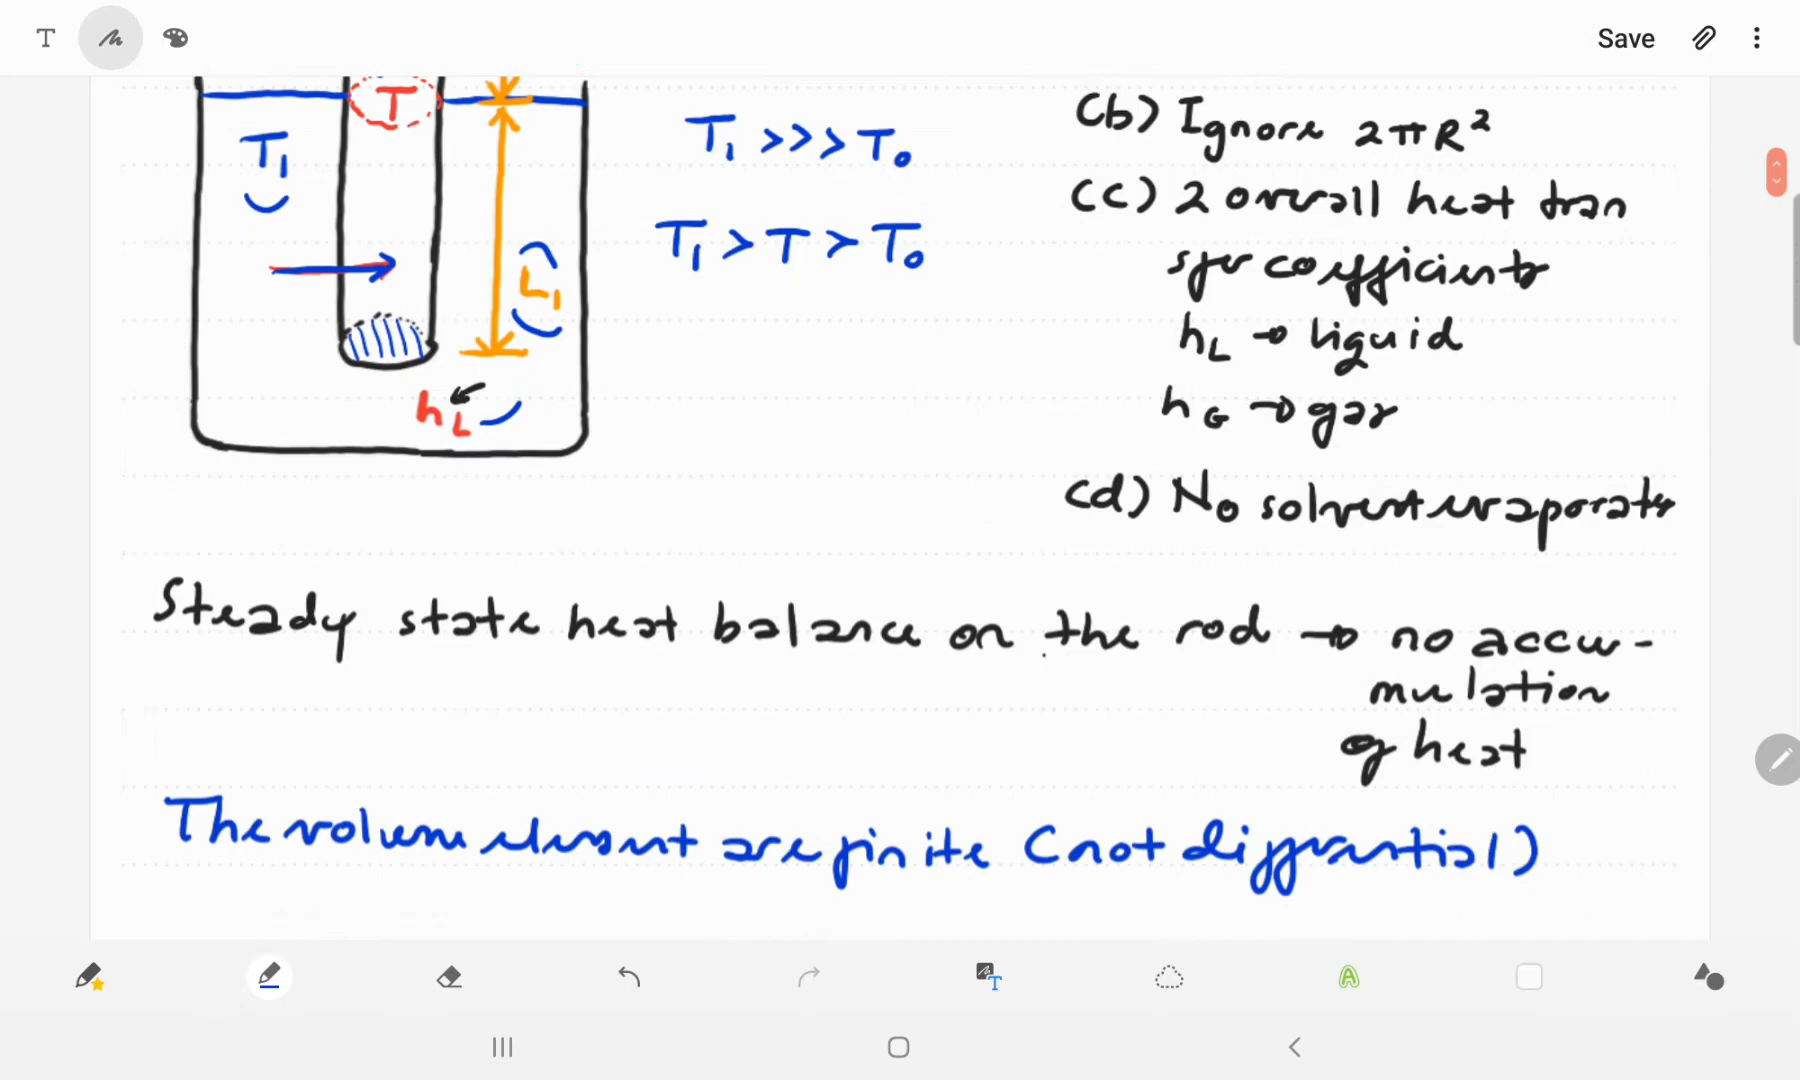 T
Save
T
T₁
L₁
h_L
T₁ >>> T₀
T₁ > T > T₀
(b) Ignore 2πR²
(c) 2 overall heat tran
sfer coefficients
h_L → liquid
h_G → gas
(d) No solvent evaporates
Steady state heat balance on the rod → no accu-
mulation
of heat
The volume element are finite (not differential)